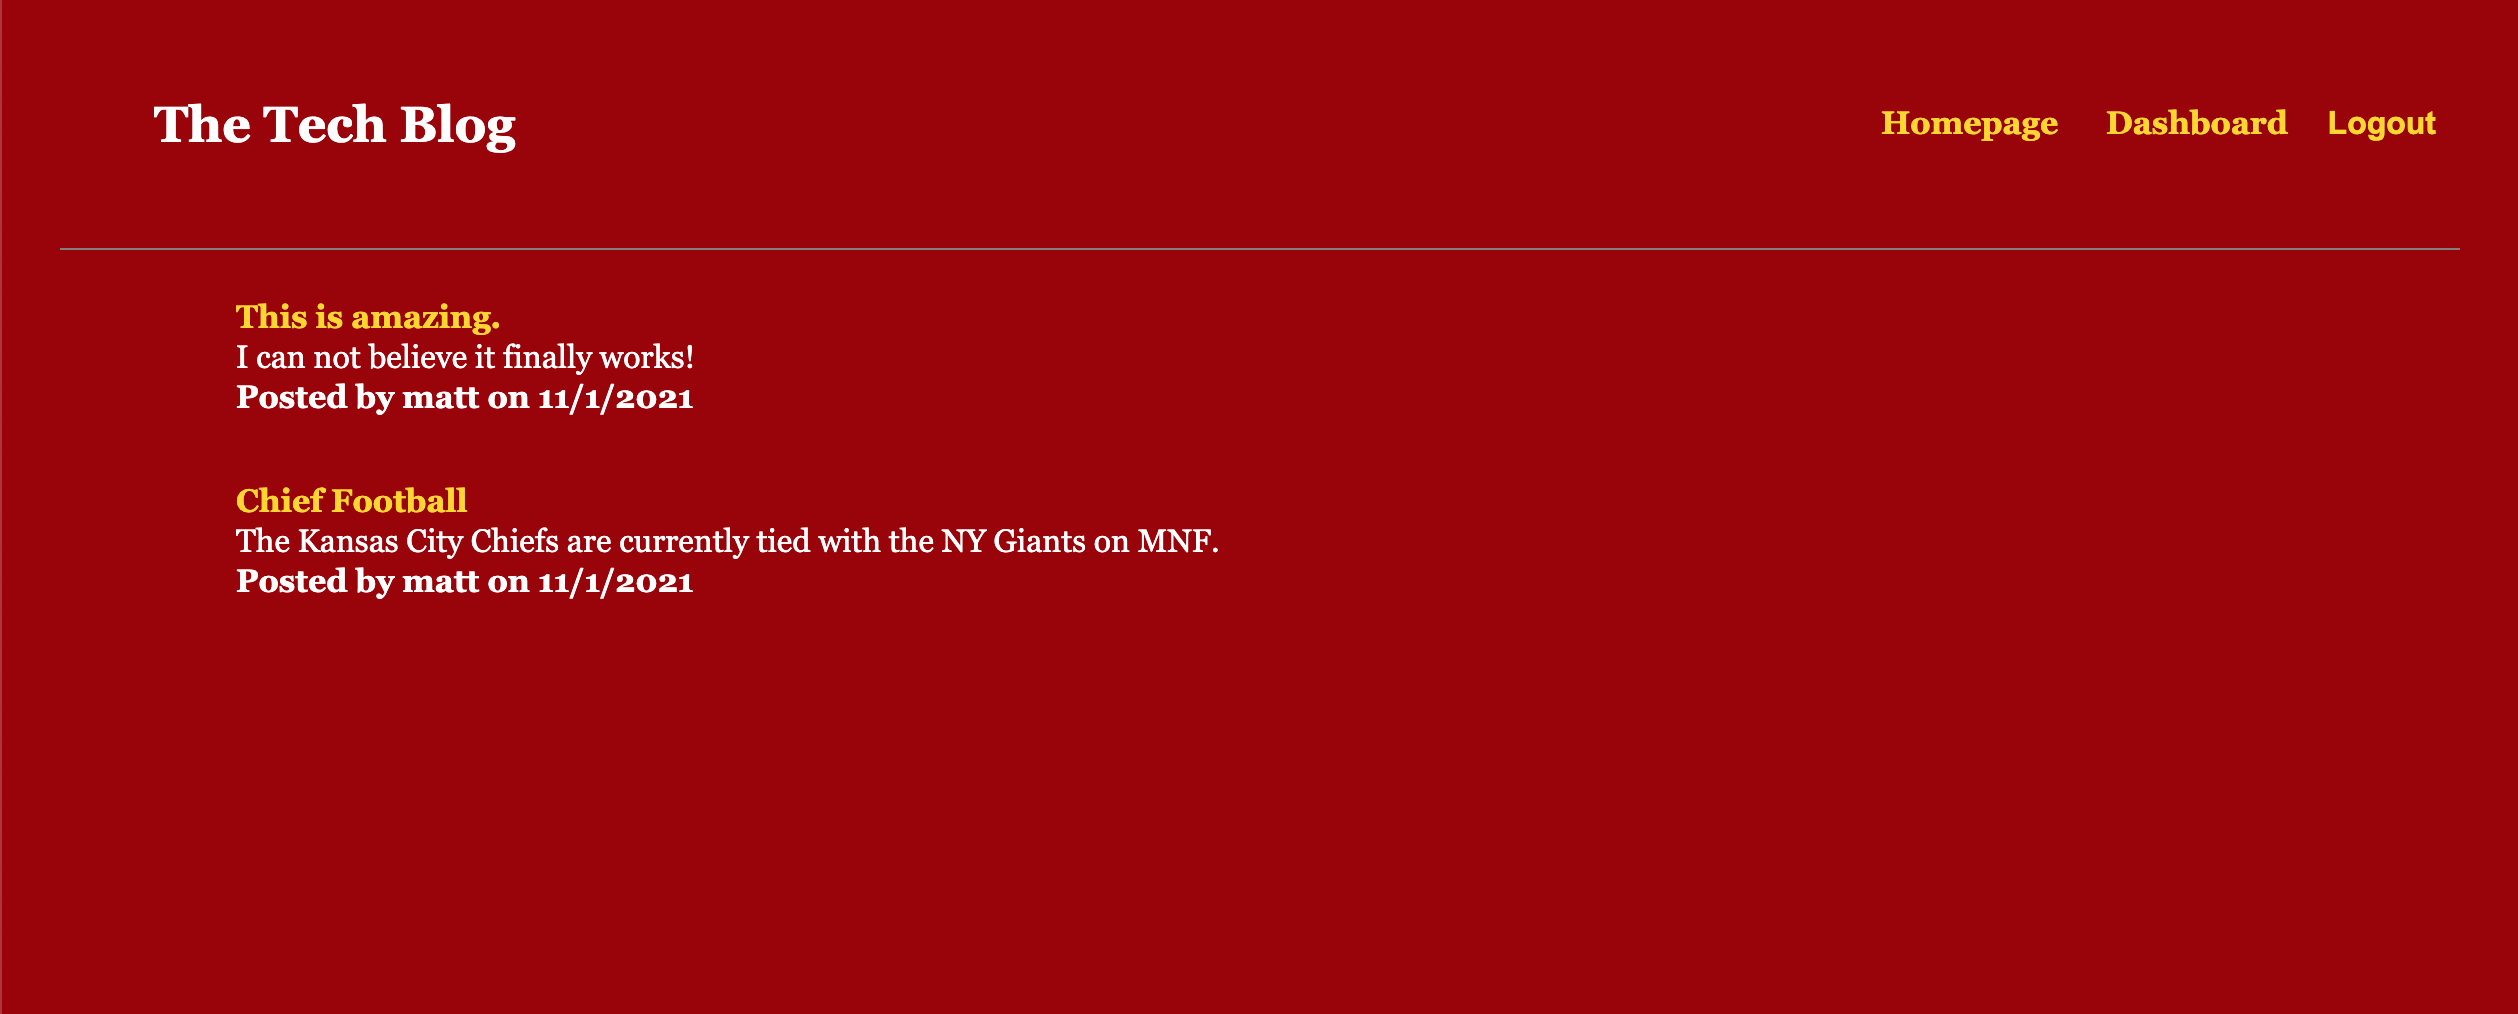 The Tech Blog
Homepage Dashboard Logout
This is amazing.
I can not believe it finally works!
Posted by matt on 11/1/2021
Chief Football
The Kansas City Chiefs are currently tied with the NY Giants on MNF.
Posted by matt on 11/1/2021